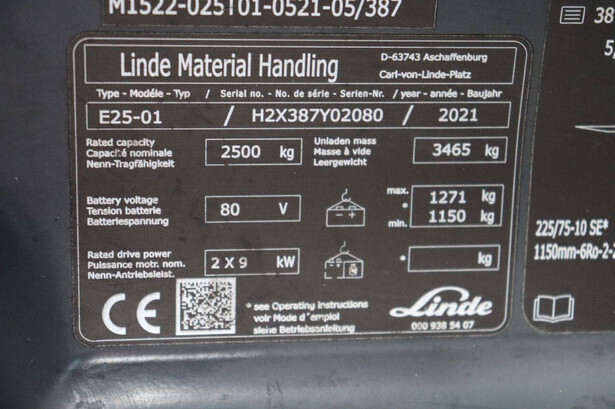 M1522-025T01-0521-05/387
Linde Material Handling
D-63743 Aschaffenburg
Carl-von-Linde-Platz
Type - Modéle - Typ / Serial no. - No. de série - Serien-Nr. / year - année - Baujahr
E25-01 / H2X387Y02080 / 2021
Rated capacity
Capacité nominale
Nenn-Tragfähigkeit
2500 kg
Unladen mass
Masse à vide
Leergewicht
3465 kg
Battery voltage
Tension batterie
Batteriespannung
80 V
- +
max. 1271 kg
*
min. 1150 kg
Rated drive power
Puissance motr. nom.
Nenn-Antriebsleist.
2 X 9 kW
* kg
CE
* see Operating instructions
voir Mode d'emploi
siehe Betriebsanleitung
Linde
000 938 54 07
38
5,
225/75-10 SE*
1150mm-6Ro-2-2